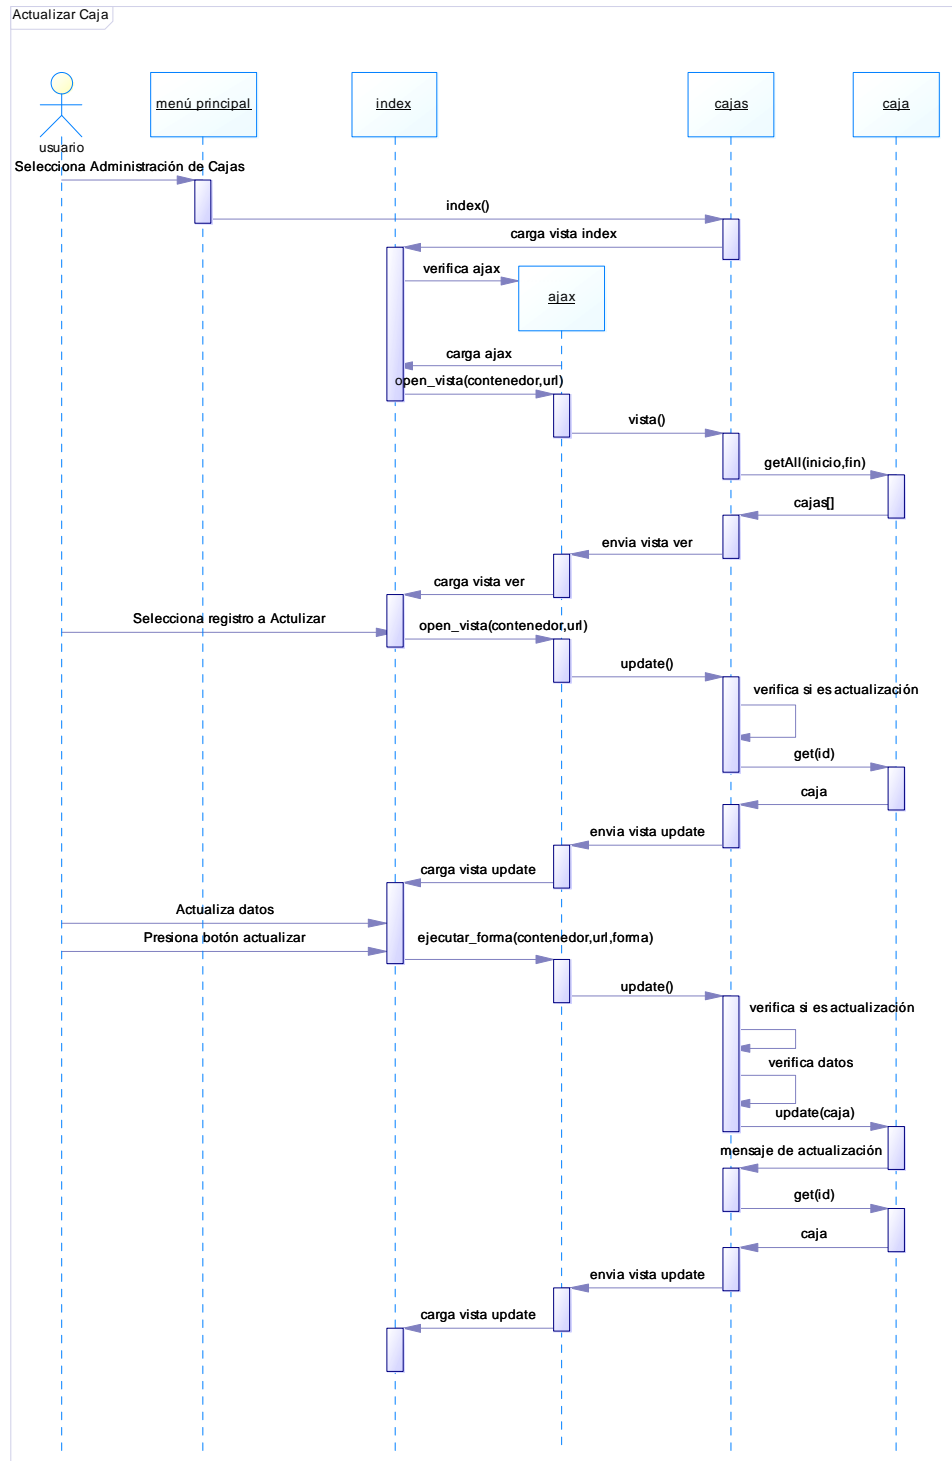 Actualizar Caja
usuario
menú principal
index
cajas
caja
Selecciona Administración de Cajas
index()
carga vista index
verifica ajax
ajax
carga ajax
open_vista(contenedor,url)
vista()
getAll(inicio,fin)
cajas[]
envia vista ver
carga vista ver
Selecciona registro a Actulizar
open_vista(contenedor,url)
update()
verifica si es actualización
get(id)
caja
envia vista update
carga vista update
Actualiza datos
Presiona botón actualizar
ejecutar_forma(contenedor,url,forma)
update()
verifica si es actualización
verifica datos
update(caja)
mensaje de actualización
get(id)
caja
envia vista update
carga vista update